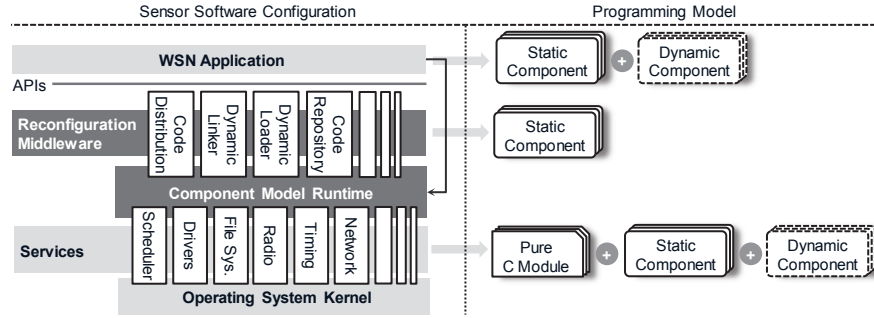 Sensor Software Configuration
Programming Model
WSN Application
Static
Component
+
Dynamic
Component
APIs
Reconfiguration
Middleware
Code
Distribution
Dynamic
Linker
Dynamic
Loader
Code
Repository
Static
Component
Component Model Runtime
Services
Scheduler
Drivers
File Sys.
Radio
Timing
Network
Pure
C Module
+
Static
Component
+
Dynamic
Component
Operating System Kernel